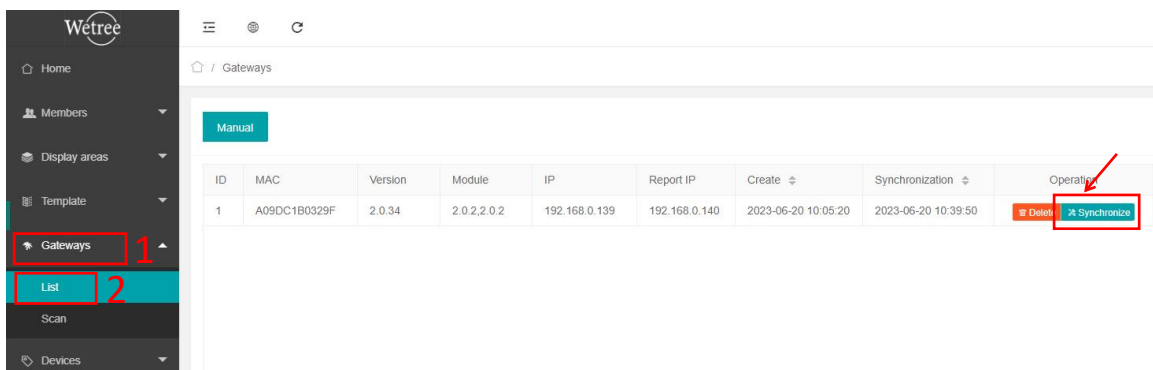 Wetree
Home
/ Gateways
Members
Manual
Display areas
ID MAC Version Module IP Report IP Create Synchronization Operation
Template
1 A09DC1B0329F 2.0.34 2.0.2,2.0.2 192.168.0.139 192.168.0.140 2023-06-20 10:05:20 2023-06-20 10:39:50 Delete Synchronize
Gateways 1
List 2
Scan
Devices